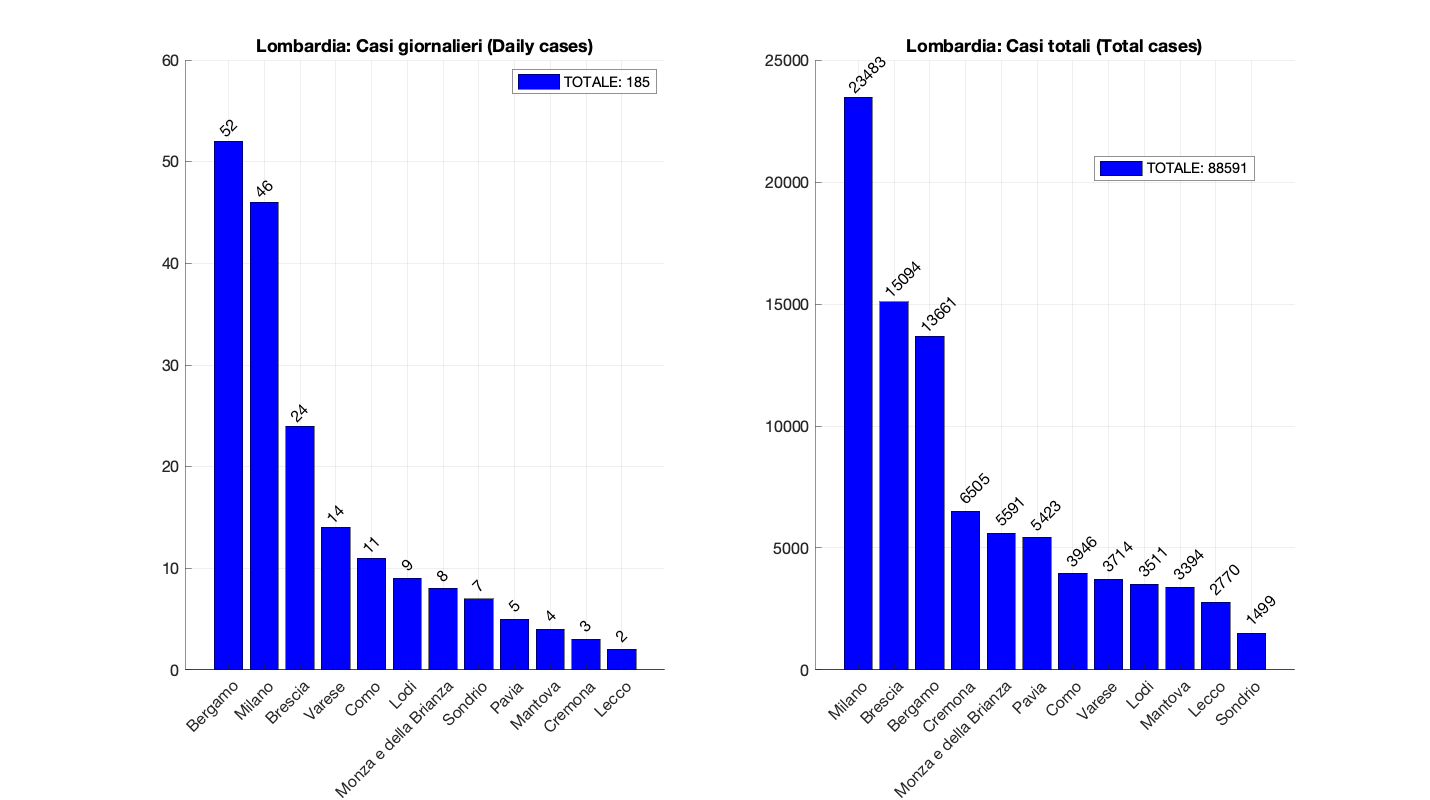 Lombardia: Casi giornalieri (Daily cases)
TOTALE: 185
60
50
40
30
20
10
0
52
46
24
14
11
9
8
7
5
4
3
2
Bergamo
Milano
Brescia
Varese
Como
Lodi
Monza e della Brianza
Sondrio
Pavia
Mantova
Cremona
Lecco
Lombardia: Casi totali (Total cases)
TOTALE: 88591
25000
20000
15000
10000
5000
0
23483
15094
13661
6505
5591
5423
3946
3714
3511
3394
2770
1499
Milano
Brescia
Bergamo
Cremona
Monza e della Brianza
Pavia
Como
Varese
Lodi
Mantova
Lecco
Sondrio